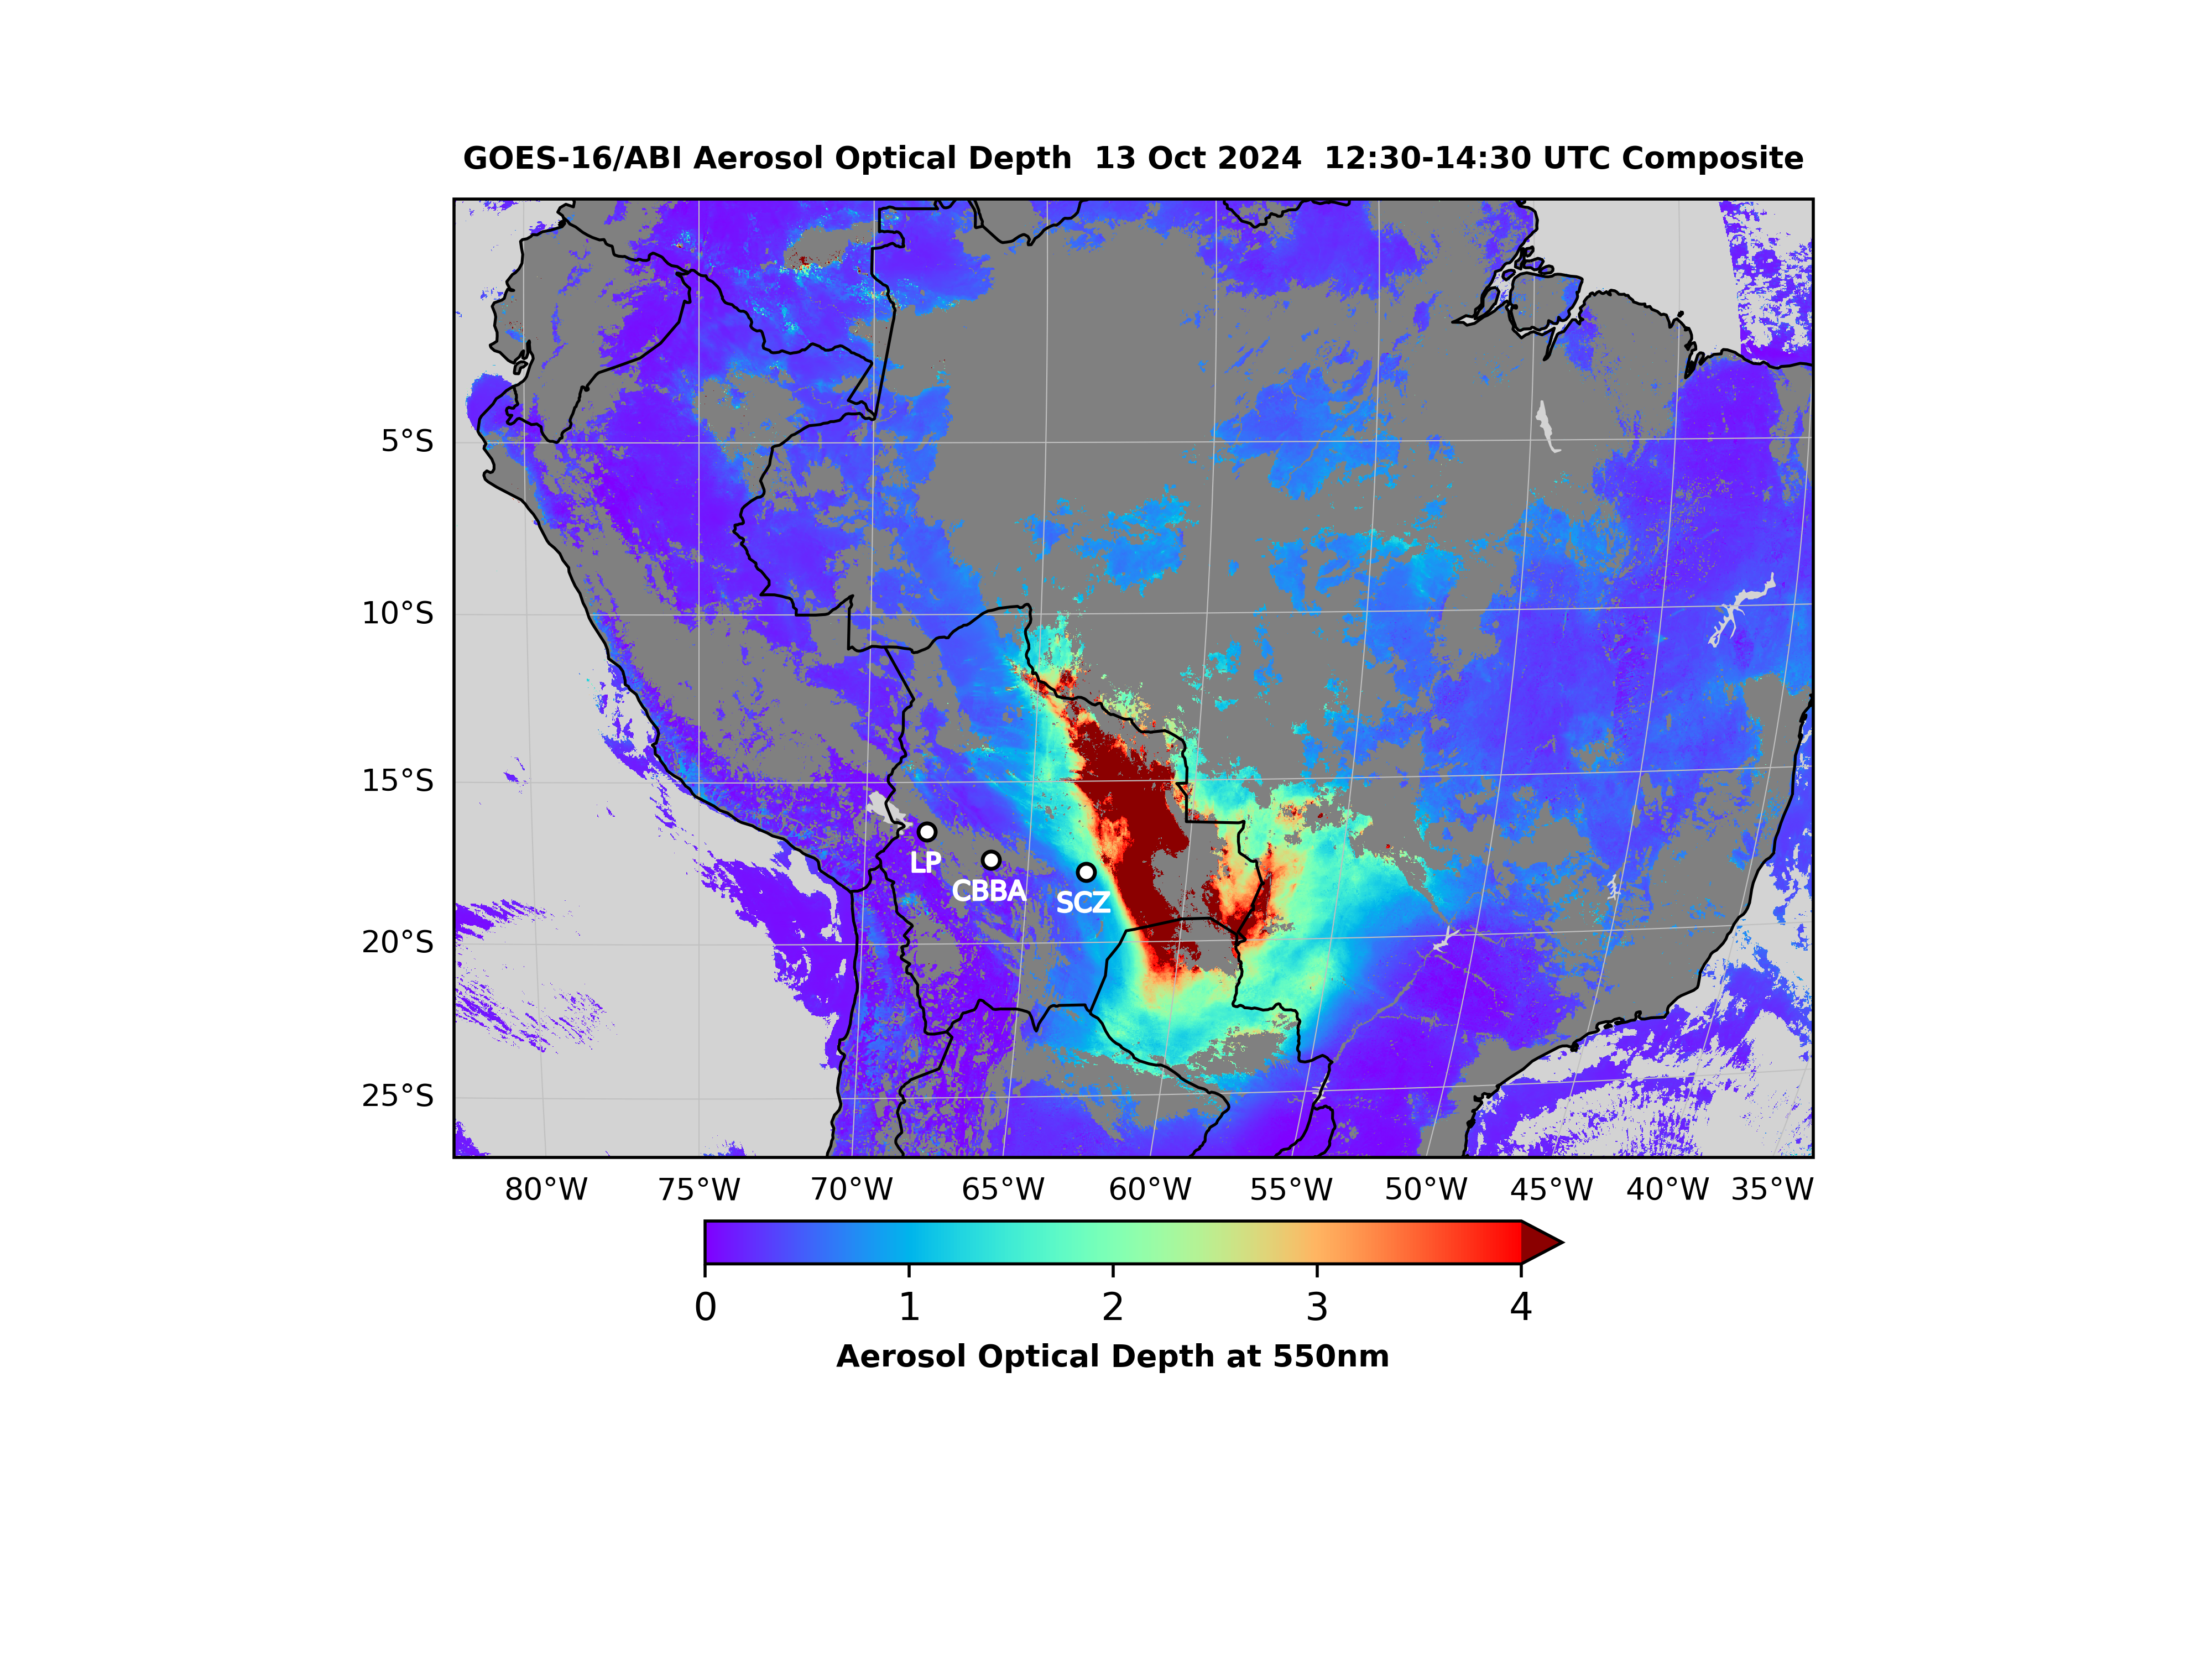 GOES-16/ABI Aerosol Optical Depth  13 Oct 2024  12:30-14:30 UTC Composite
5°S
10°S
15°S
LP
CBBA
SCZ
20°S
25°S
80°W 75°W 70°W 65°W 60°W 55°W 50°W 45°W 40°W 35°W
0 1 2 3 4
Aerosol Optical Depth at 550nm